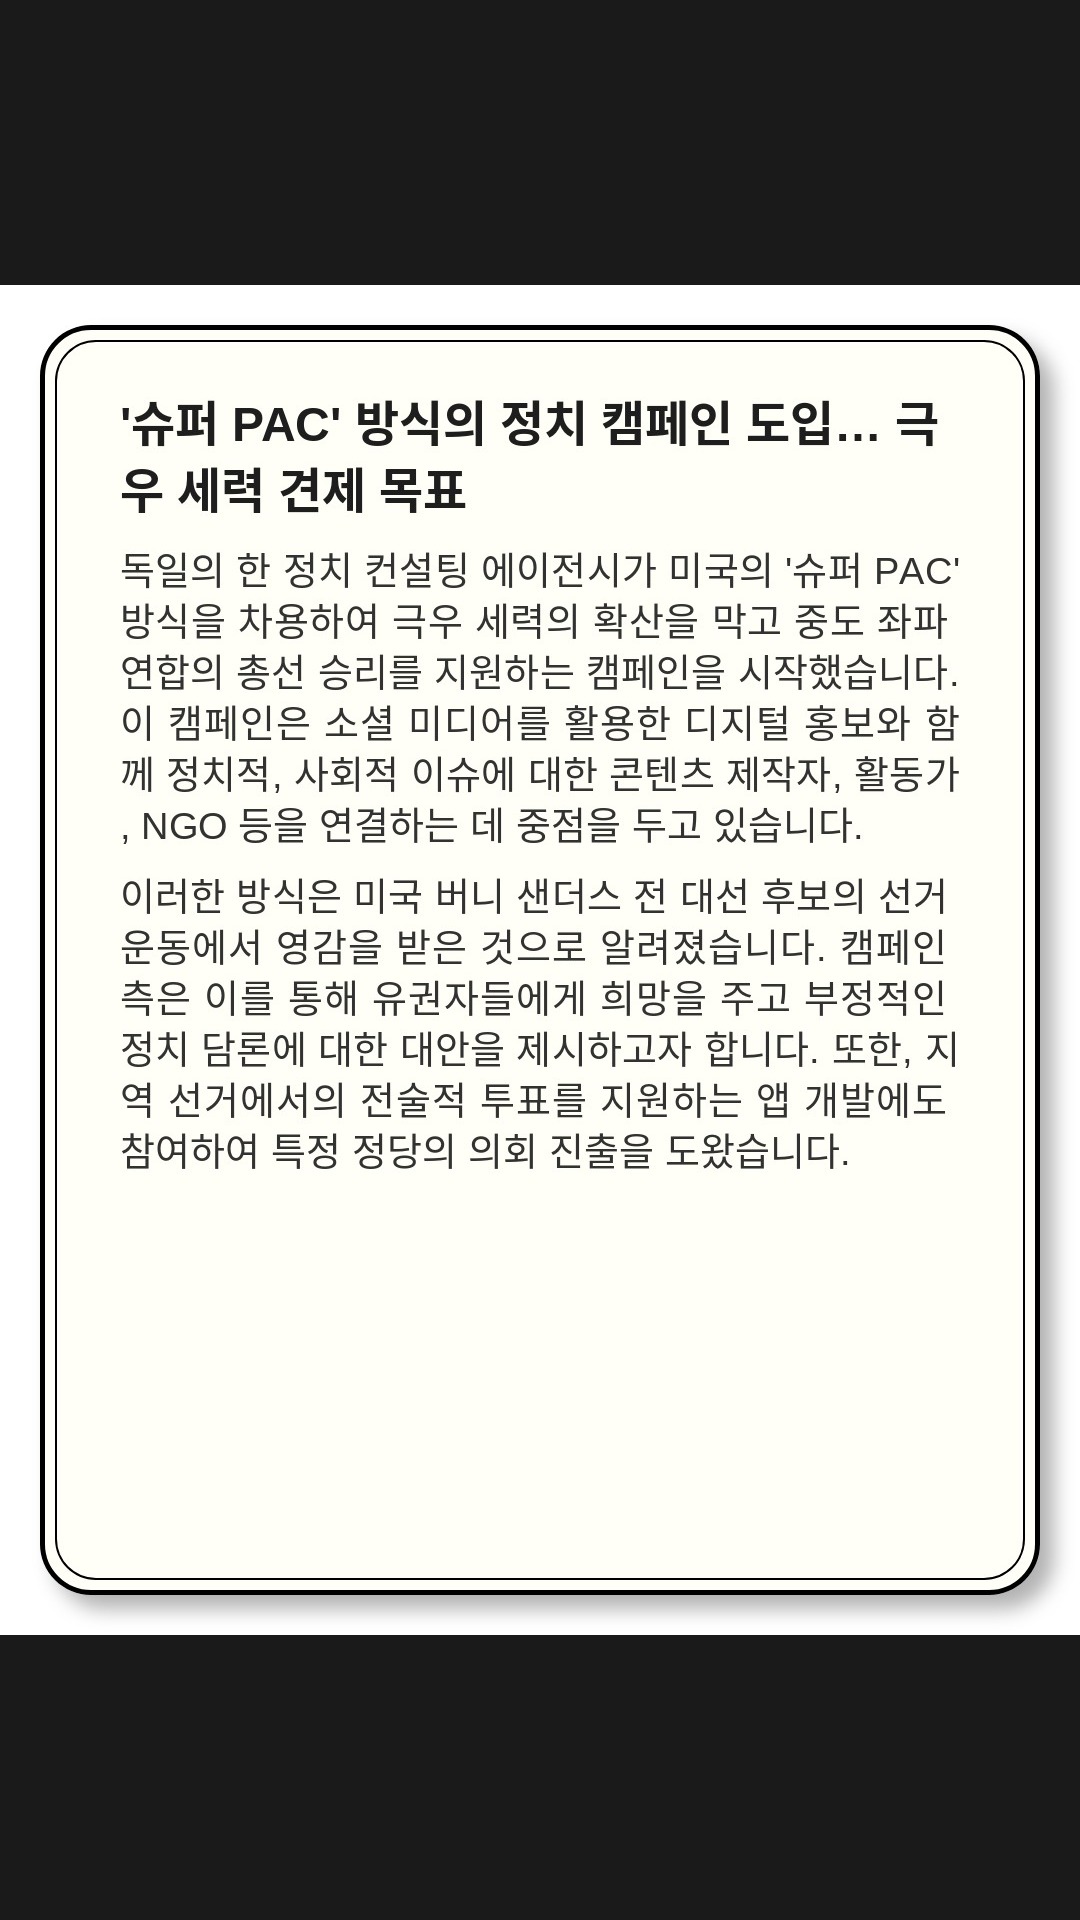 '슈퍼 PAC' 방식의 정치 캠페인 도입... 극
우 세력 견제 목표
독일의 한 정치 컨설팅 에이전시가 미국의 '슈퍼 PAC'
방식을 차용하여 극우 세력의 확산을 막고 중도 좌파
연합의 총선 승리를 지원하는 캠페인을 시작했습니다.
이 캠페인은 소셜 미디어를 활용한 디지털 홍보와 함
께 정치적, 사회적 이슈에 대한 콘텐츠 제작자, 활동가
, NGO 등을 연결하는 데 중점을 두고 있습니다.
이러한 방식은 미국 버니 샌더스 전 대선 후보의 선거
운동에서 영감을 받은 것으로 알려졌습니다. 캠페인
측은 이를 통해 유권자들에게 희망을 주고 부정적인
정치 담론에 대한 대안을 제시하고자 합니다. 또한, 지
역 선거에서의 전술적 투표를 지원하는 앱 개발에도
참여하여 특정 정당의 의회 진출을 도왔습니다.